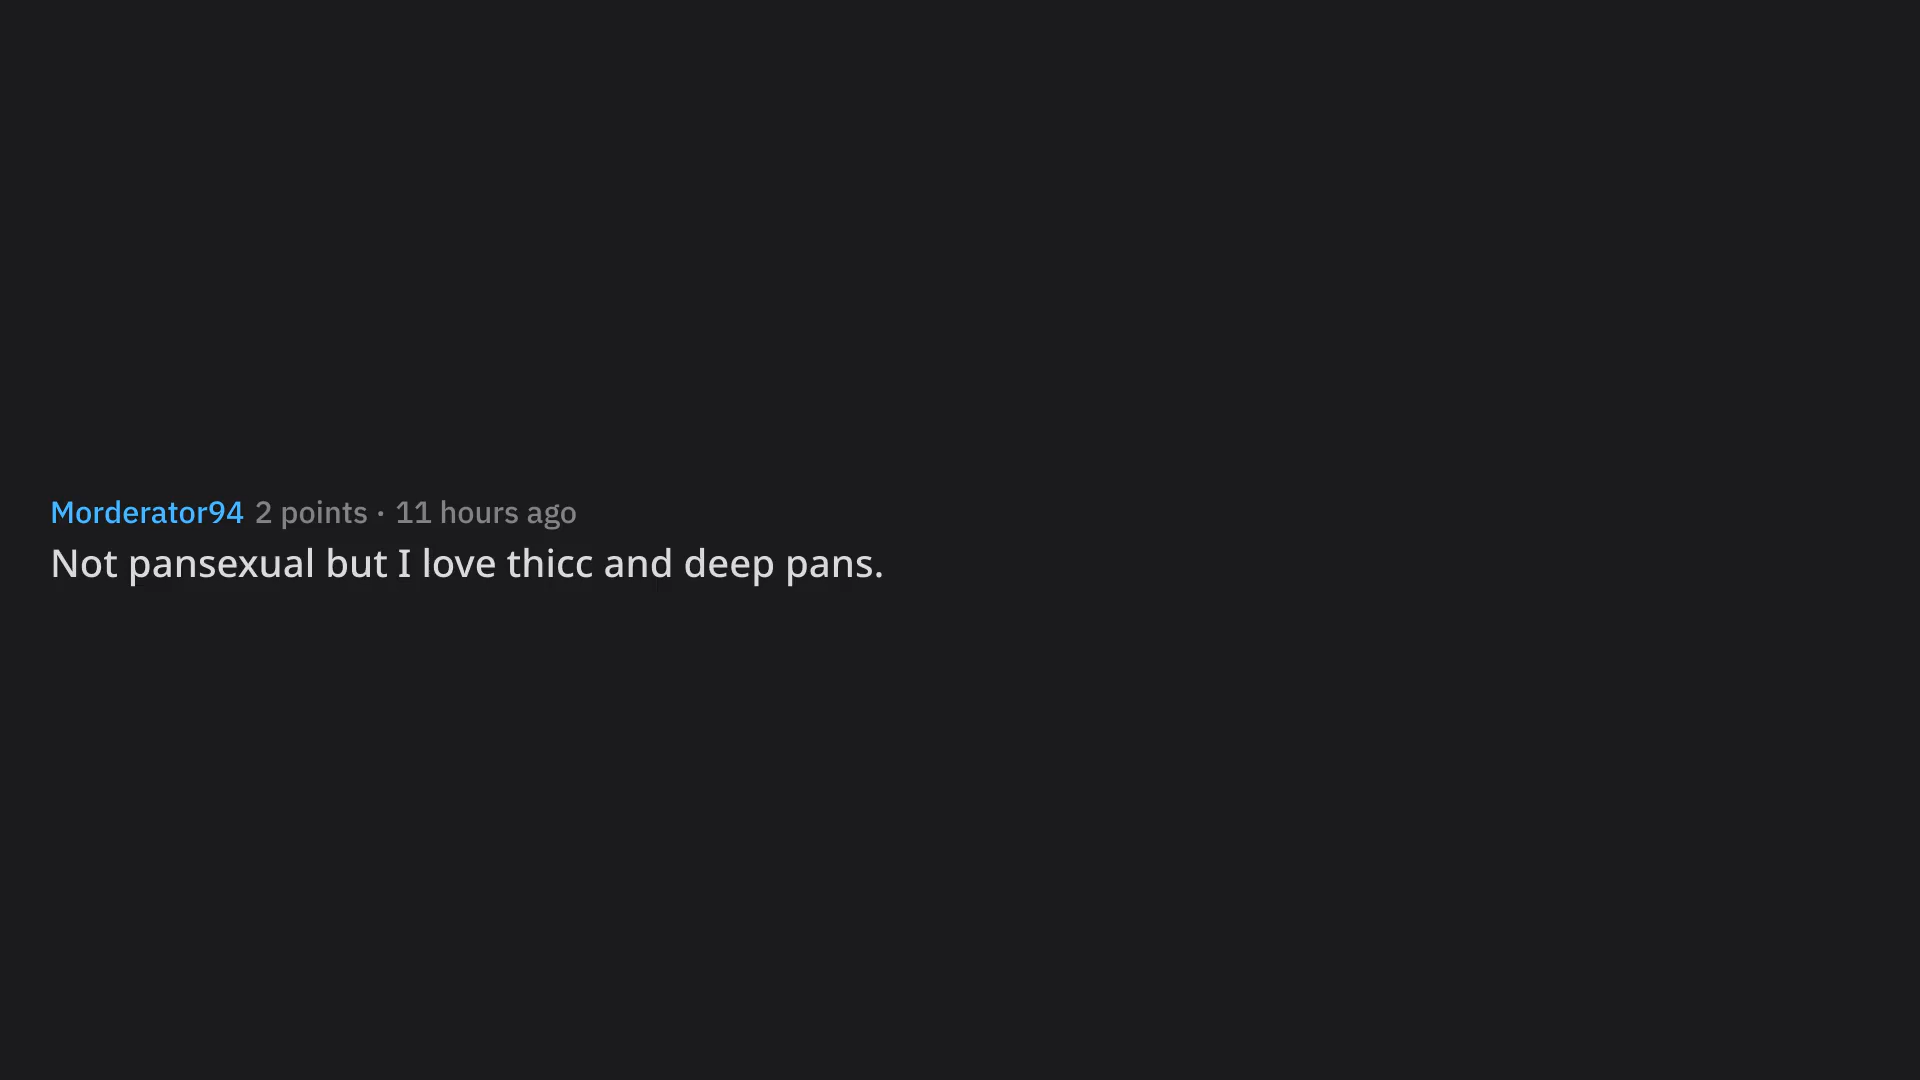 Morderator94 2 points · 11 hours ago
Not pansexual but I love thicc and deep pans.